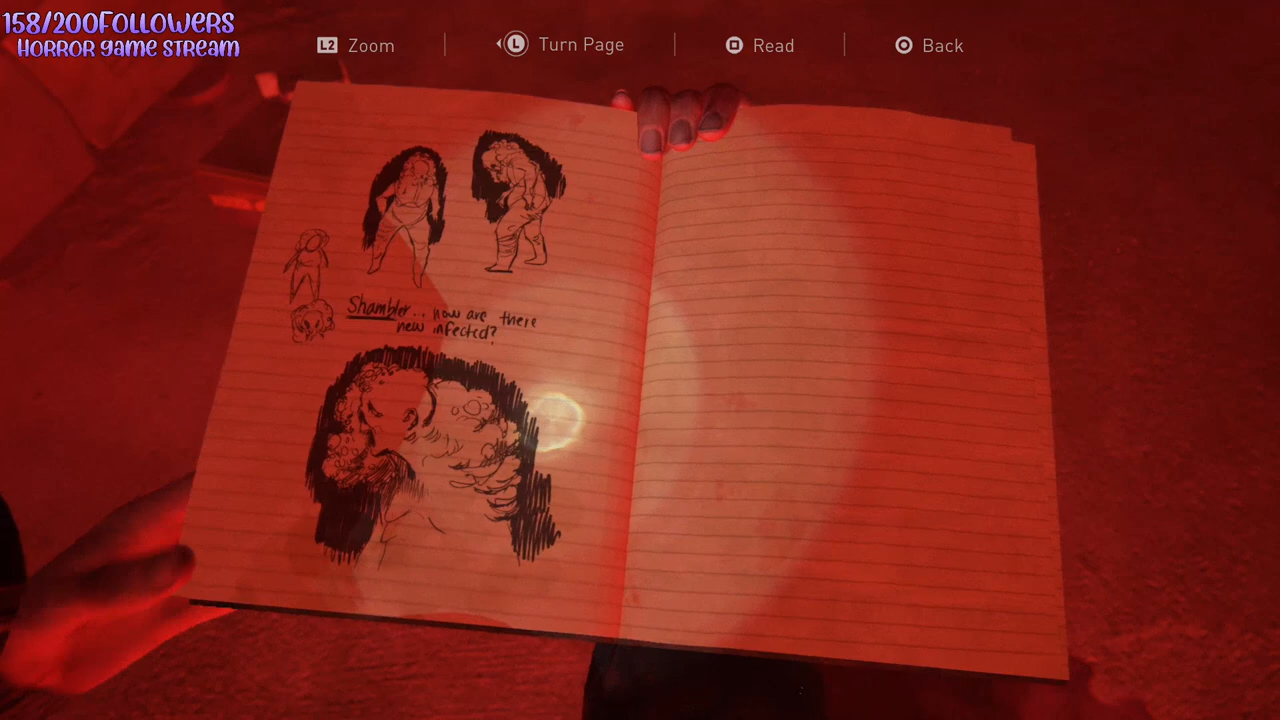 158/200Followers
Horror game stream
L2 Zoom
L Turn Page
Read
Back
Shambler... how are there
new infected?